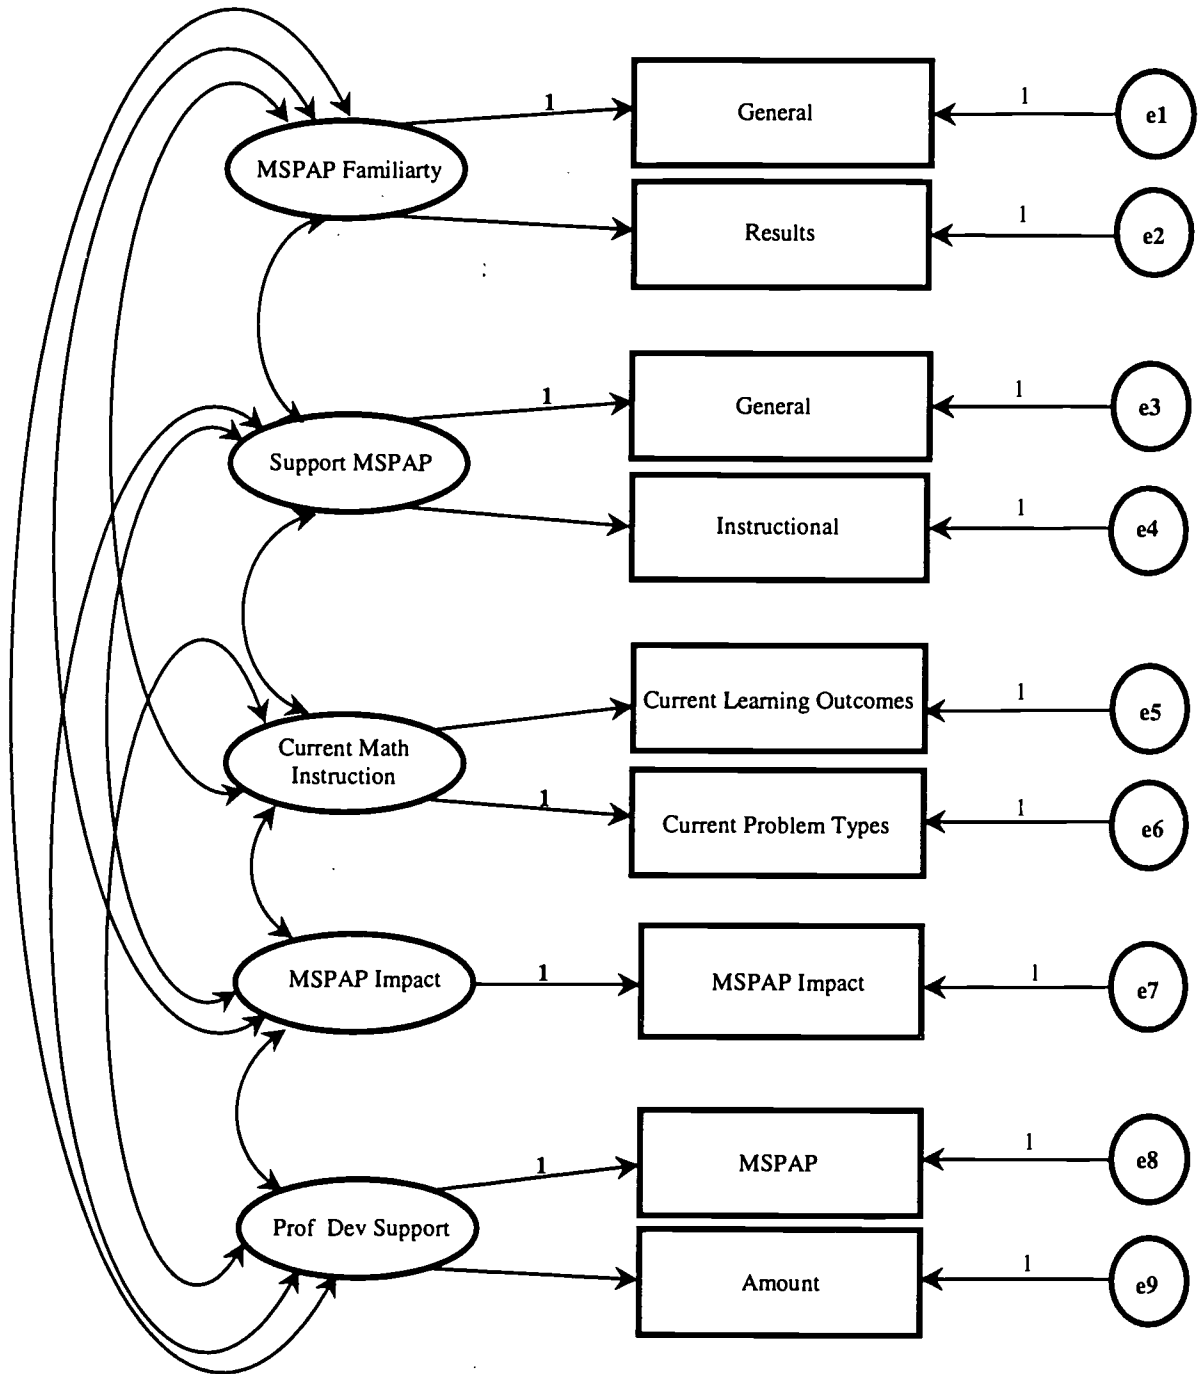 1
General
1
e1
MSPAP Familiarty
Results
1
e2
1
General
1
e3
Support MSPAP
Instructional
1
e4
Current Learning Outcomes
1
e5
Current Math
Instruction
1
Current Problem Types
1
e6
MSPAP Impact
1
MSPAP Impact
1
e7
1
MSPAP
1
e8
Prof Dev Support
Amount
1
e9